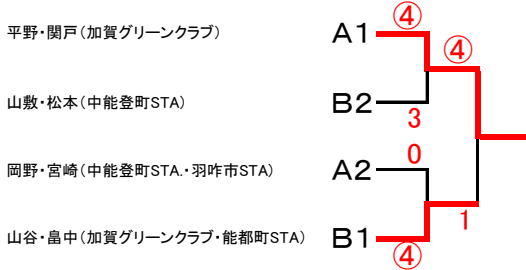 平野・関戸(加賀グリーンクラブ) A1 ④
④
山敷・松本(中能登町STA) B2 3
岡野・宮崎(中能登町STA.・羽咋市STA) A2 0
1
山谷・畠中(加賀グリーンクラブ・能都町STA) B1 ④